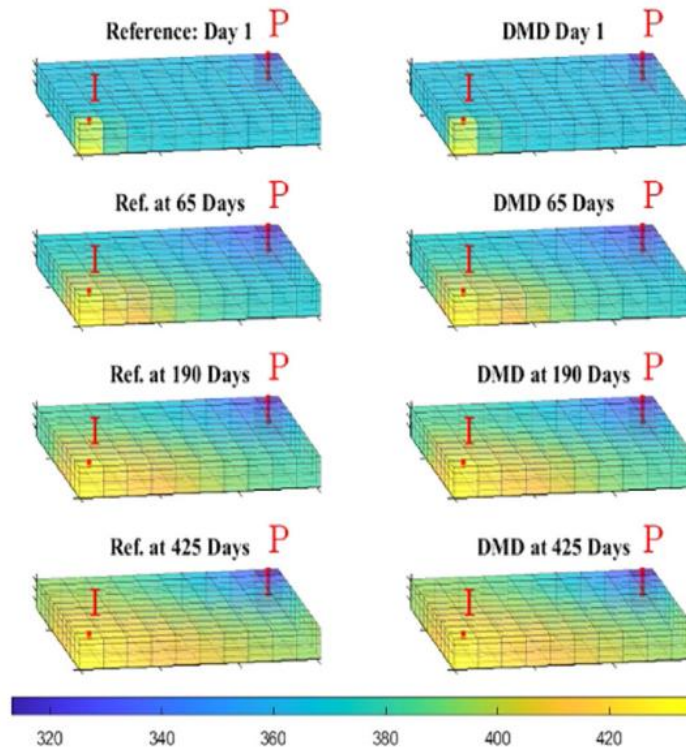 Reference: Day 1 P
I
DMD Day 1 P
I
Ref. at 65 Days P
I
DMD 65 Days P
I
Ref. at 190 Days P
I
DMD at 190 Days P
I
Ref. at 425 Days P
I
DMD at 425 Days P
I
320 340 360 380 400 420